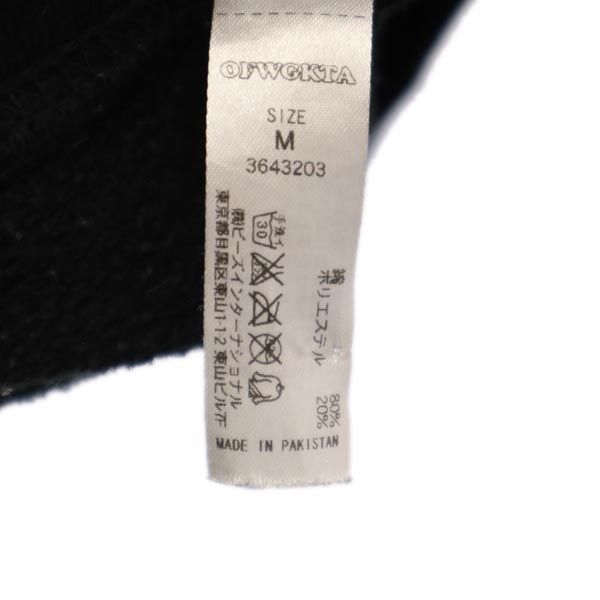 OFWGKTA
SIZE
M
3643203
手洗イ
30
綿 80%
ポリエステル 20%
㈱ビーズインターナショナル
東京都目黒区東山1-1-2 東山ビル7F
MADE IN PAKISTAN